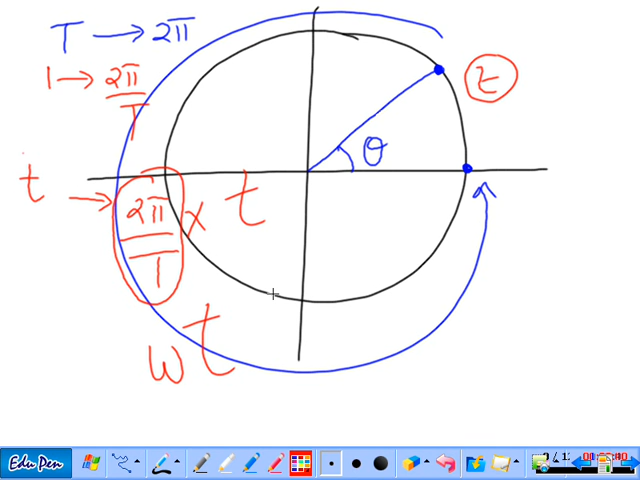 T → 2π
1 → 2π/T
t
θ
t → 2π/T × t
ωt
Edu Pen